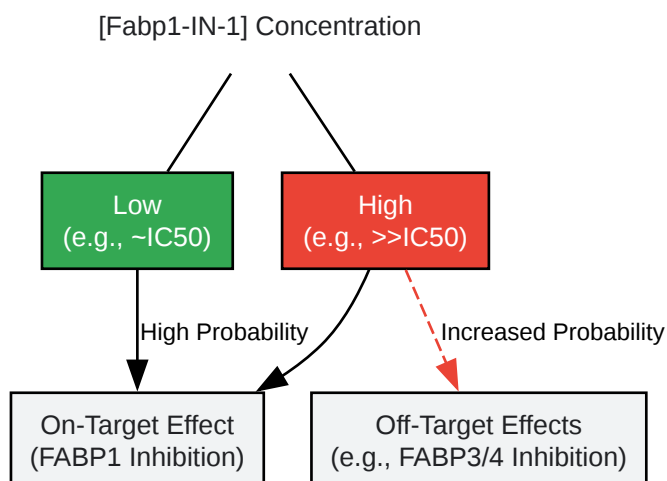 [Fabp1-IN-1] Concentration
Low
(e.g., ~IC50)
High
(e.g., >>IC50)
High Probability
Increased Probability
On-Target Effect
(FABP1 Inhibition)
Off-Target Effects
(e.g., FABP3/4 Inhibition)